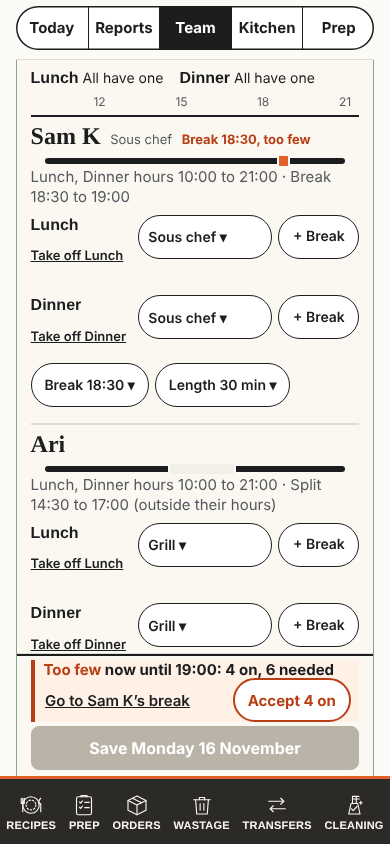 Today Reports Team Kitchen Prep
Lunch All have one Dinner All have one
12 15 18 21
Sam K Sous chef Break 18:30, too few
Lunch, Dinner hours 10:00 to 21:00 · Break
18:30 to 19:00
Lunch
Take off Lunch
Sous chef ▾
+ Break
Dinner
Take off Dinner
Sous chef ▾
+ Break
Break 18:30 ▾ Length 30 min ▾
Ari
Lunch, Dinner hours 10:00 to 21:00 · Split
14:30 to 17:00 (outside their hours)
Lunch
Take off Lunch
Grill ▾
+ Break
Dinner
Take off Dinner
Grill ▾
+ Break
Too few now until 19:00: 4 on, 6 needed
Go to Sam K’s break Accept 4 on
Save Monday 16 November
RECIPES PREP ORDERS WASTAGE TRANSFERS CLEANING